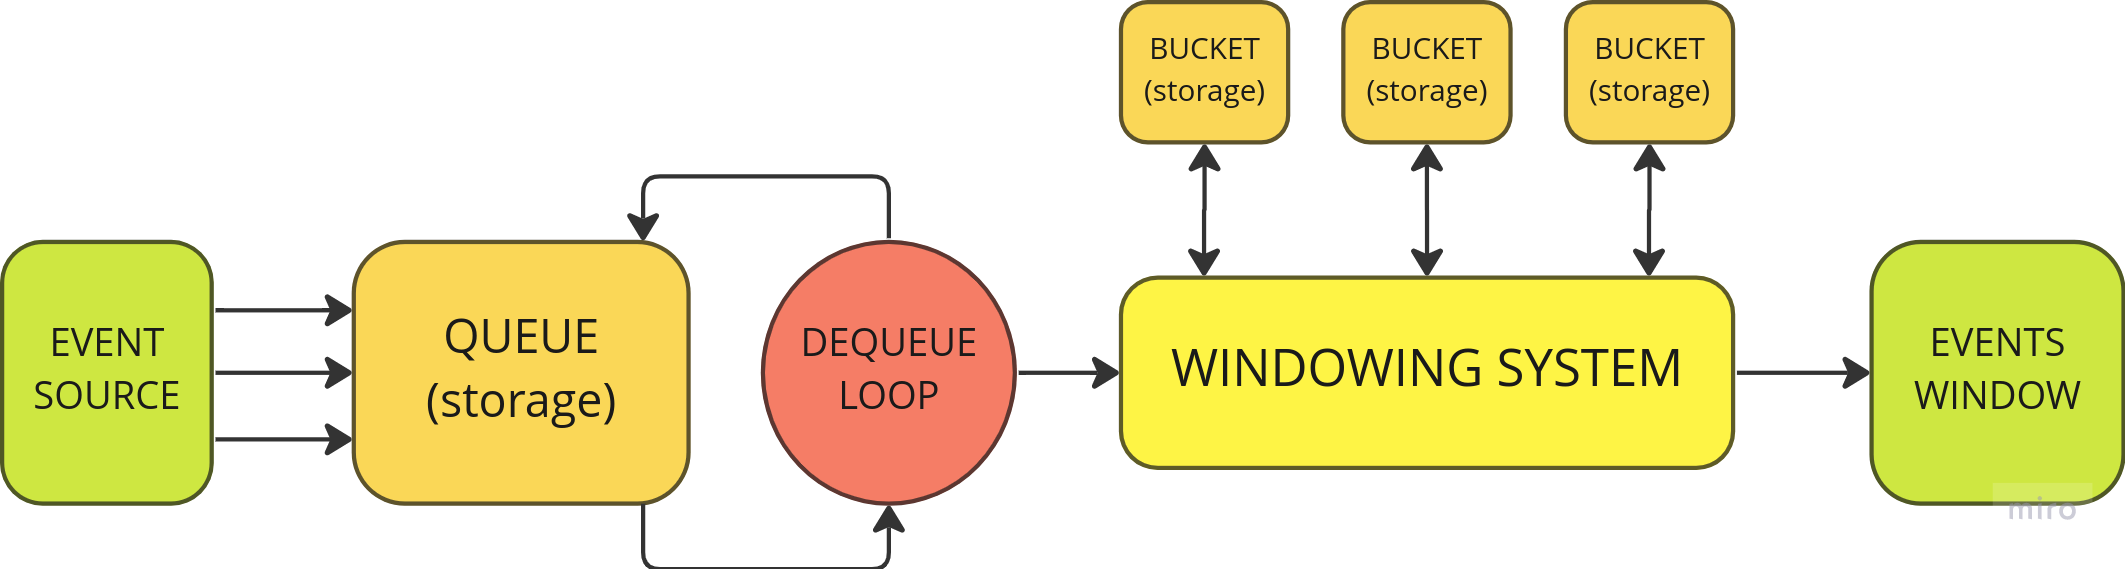 BUCKET
(storage)
BUCKET
(storage)
BUCKET
(storage)
EVENT
SOURCE
QUEUE
(storage)
DEQUEUE
LOOP
WINDOWING SYSTEM
EVENTS
WINDOW
miro